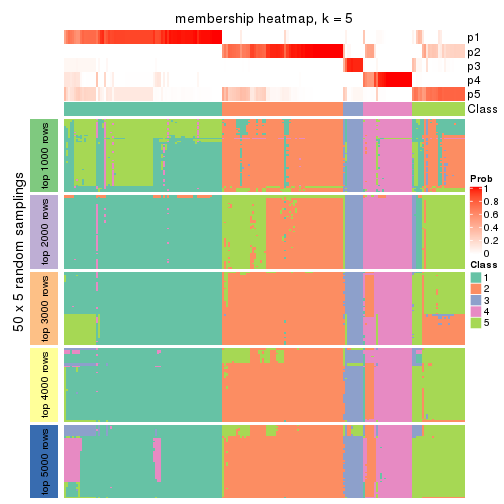 membership heatmap, k = 5
p1
p2
p3
p4
p5
Class
50 x 5 random samplings
top 1000 rows
top 2000 rows
top 3000 rows
top 4000 rows
top 5000 rows
Prob
1
0.8
0.6
0.4
0.2
0
Class
1
2
3
4
5